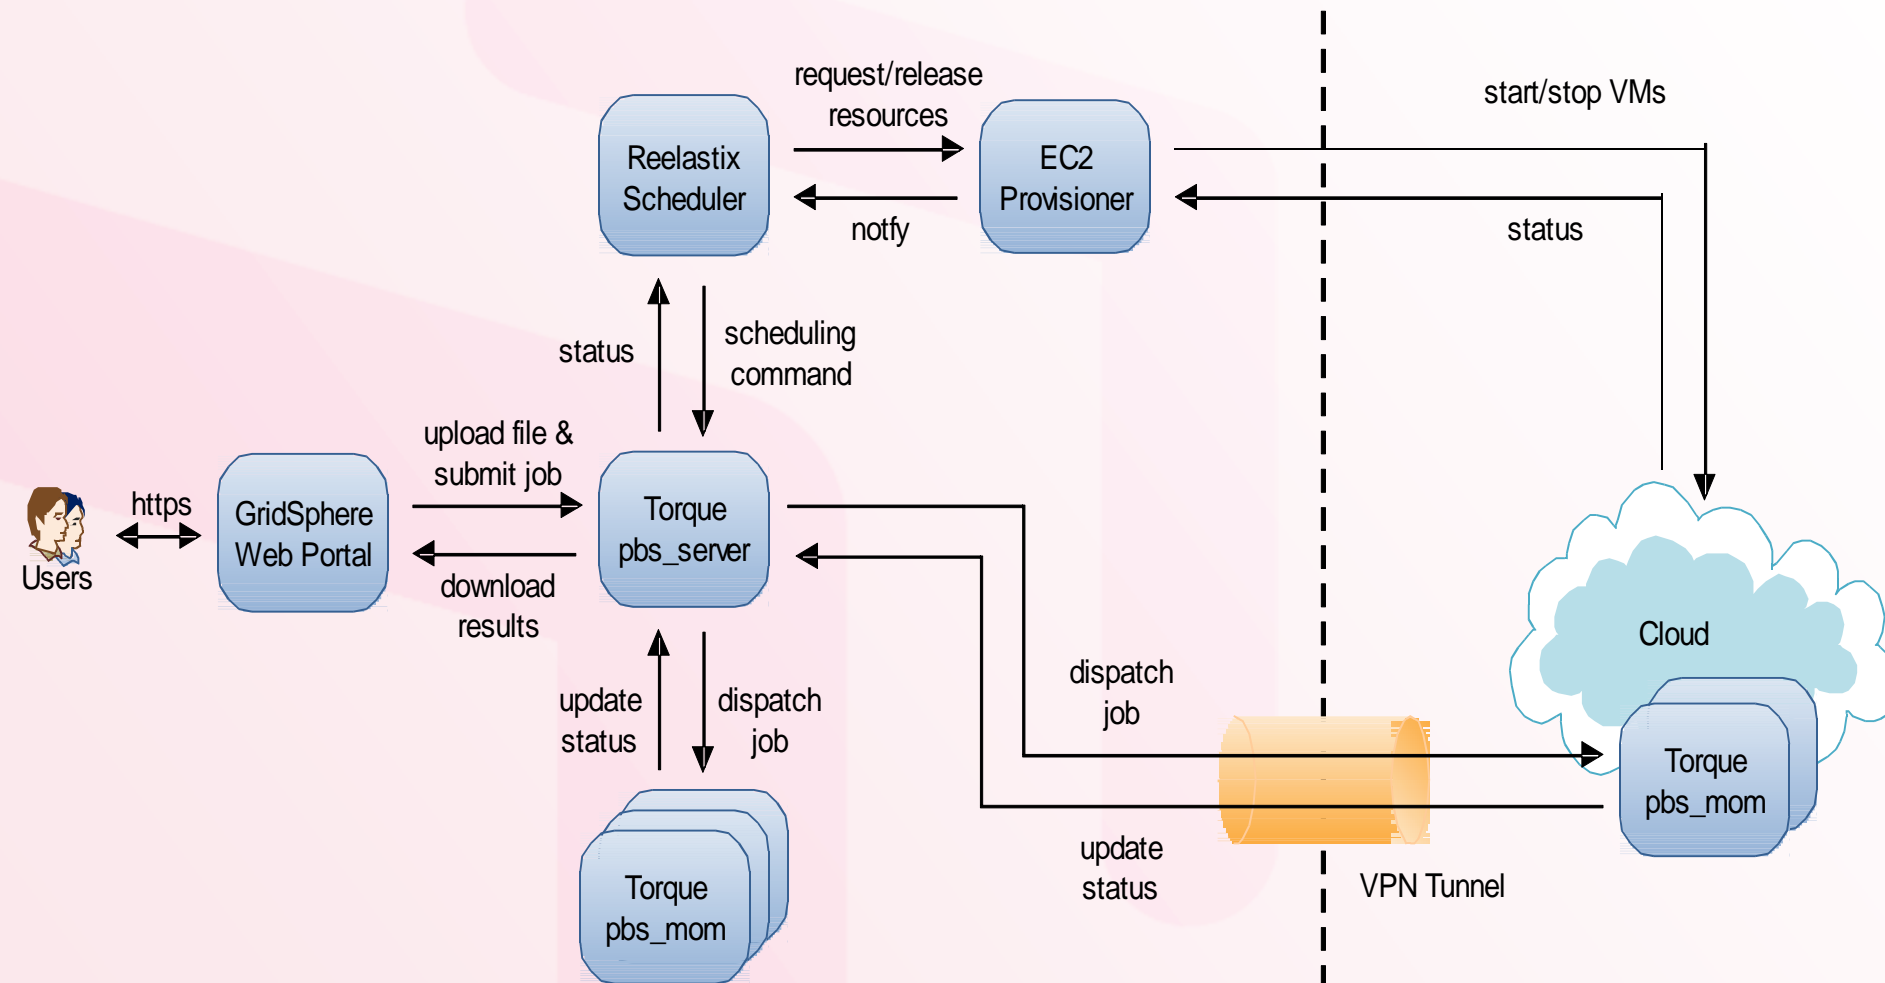 request/release
resources
start/stop VMs
Reelastix
Scheduler
EC2
Provisioner
notfy
status
status
scheduling
command
upload file &
submit job
https
Users
GridSphere
Web Portal
Torque
pbs_server
download
results
Cloud
update
status
dispatch
job
dispatch
job
Torque
pbs_mom
update
status
VPN Tunnel
Torque
pbs_mom